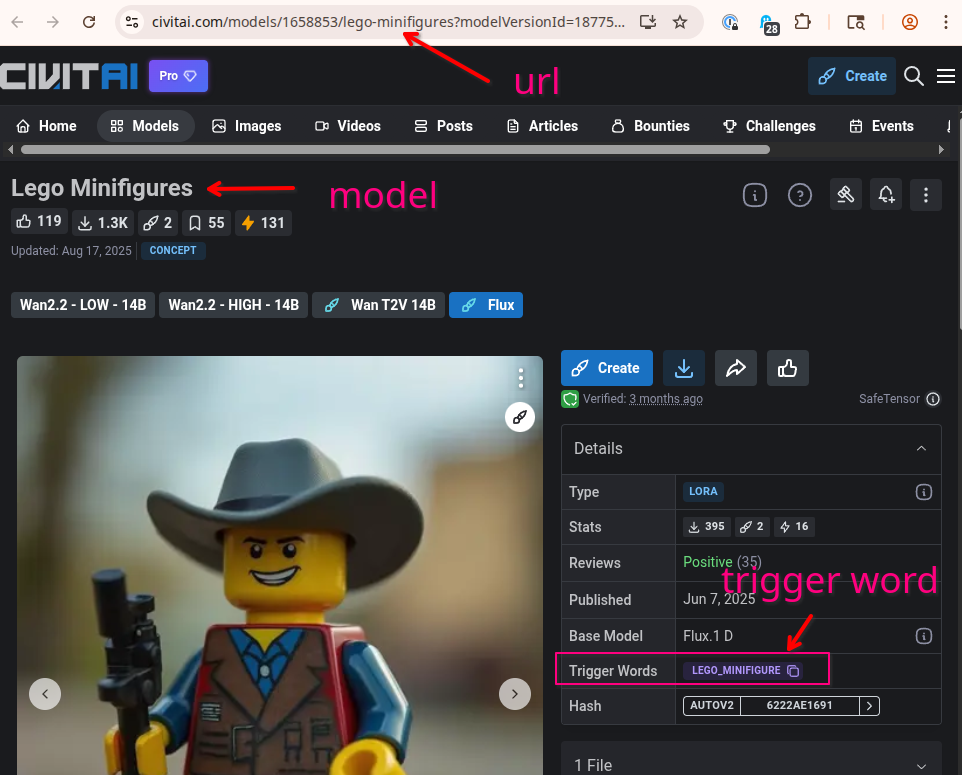 civitai.com/models/1658853/lego-minifigures?modelVersionId=18775...
28
url
CIVITAI Pro Create
Home Models Images Videos Posts Articles Bounties Challenges Events
Lego Minifigures
model
119 1.3K 2 55 131
Updated: Aug 17, 2025 CONCEPT
Wan2.2 - LOW - 14B Wan2.2 - HIGH - 14B Wan T2V 14B Flux
Create
Verified: 3 months ago SafeTensor
Details
Type LORA
Stats 395 2 16
Reviews Positive (35)
trigger word
Published Jun 7, 2025
Base Model Flux.1 D
Trigger Words LEGO_MINIFIGURE
Hash AUTOV2 6222AE1691
1 File